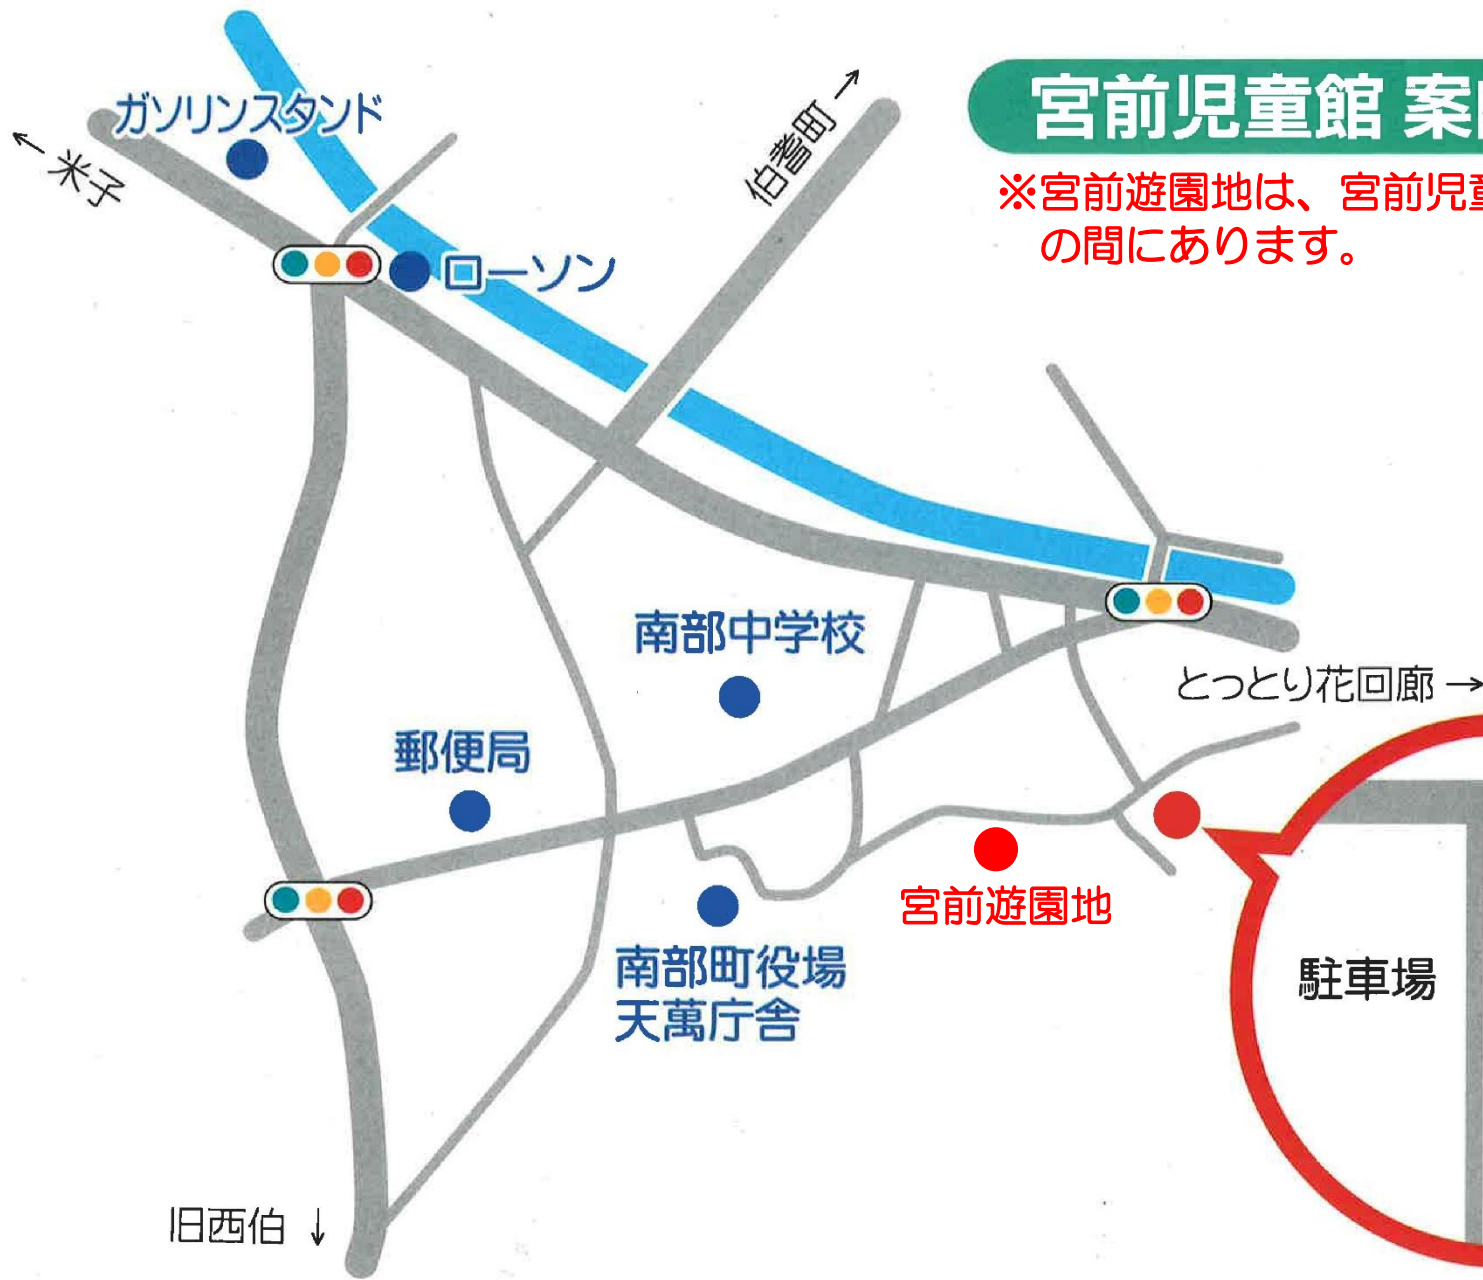 宮前児童館 案
※宮前遊園地は、宮前児童
の間にあります。
ガソリンスタンド
← 米子
伯耆町 →
ローソン
南部中学校
とっとり花回廊 →
郵便局
宮前遊園地
南部町役場
天萬庁舎
駐車場
旧西伯 ↓